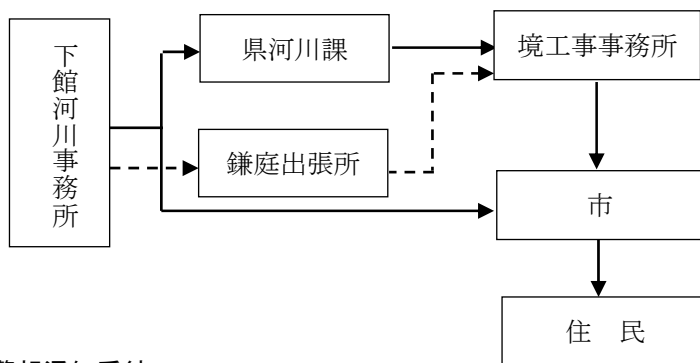 下館河川事務所
県河川課
境工事事務所
鎌庭出張所
市
住　民